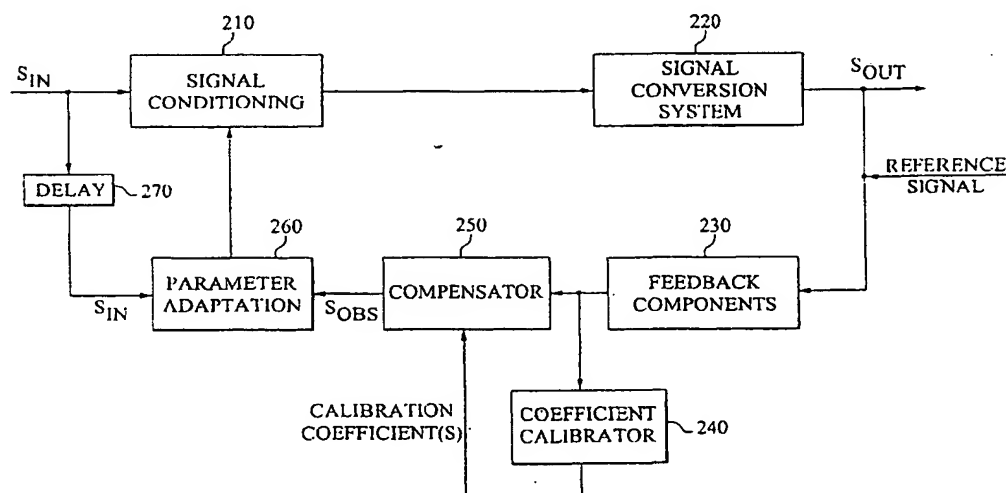 210
220
S_IN
SIGNAL
CONDITIONING
SIGNAL
CONVERSION
SYSTEM
S_OUT
REFERENCE
SIGNAL
DELAY
270
260
250
230
PARAMETER
ADAPTATION
COMPENSATOR
FEEDBACK
COMPONENTS
S_IN
S_OBS
CALIBRATION
COEFFICIENT(S)
COEFFICIENT
CALIBRATOR
240